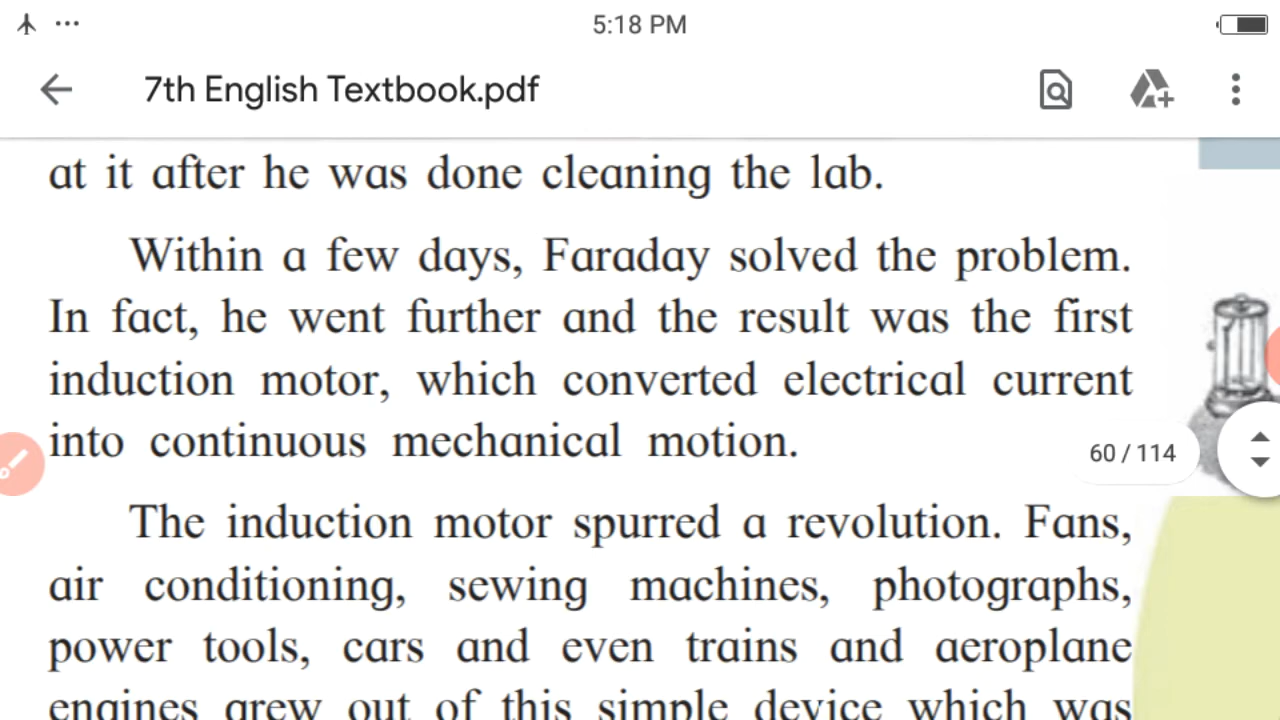 5:18 PM
7th English Textbook.pdf
at it after he was done cleaning the lab.
Within a few days, Faraday solved the problem.
In fact, he went further and the result was the first
induction motor, which converted electrical current
into continuous mechanical motion.
60 / 114
The induction motor spurred a revolution. Fans,
air conditioning, sewing machines, photographs,
power tools, cars and even trains and aeroplane
engines grew out of this simple device which was